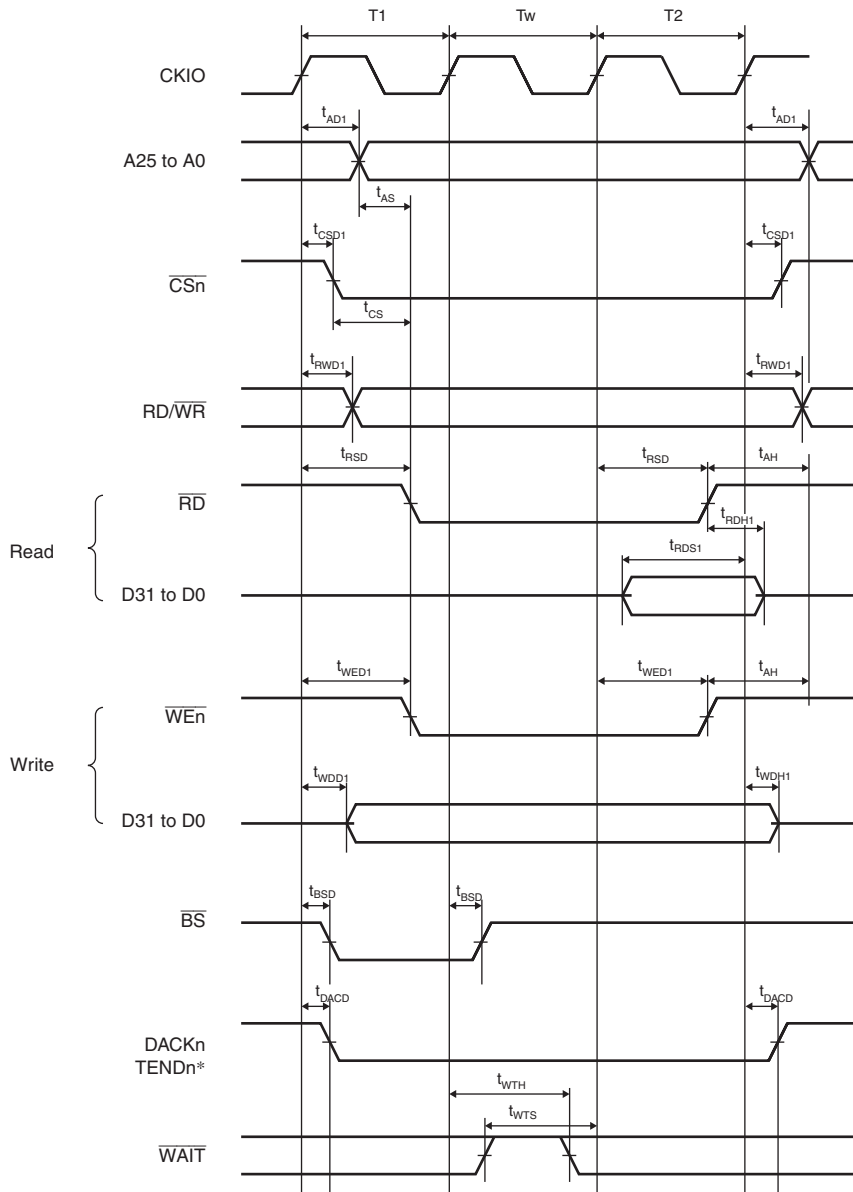 T1 Tw T2
CKIO
tAD1 tAD1
A25 to A0
tAS
tCSD1 tCSD1
CSn
tCS
tRWD1 tRWD1
RD/WR
tRSD tRSD tAH
RD
tRDH1
Read
tRDS1
D31 to D0
tWED1 tWED1 tAH
WEn
Write
tWDD1 tWDH1
D31 to D0
tBSD tBSD
BS
tDACD tDACD
DACKn
TENDn*
tWTH
tWTS
WAIT